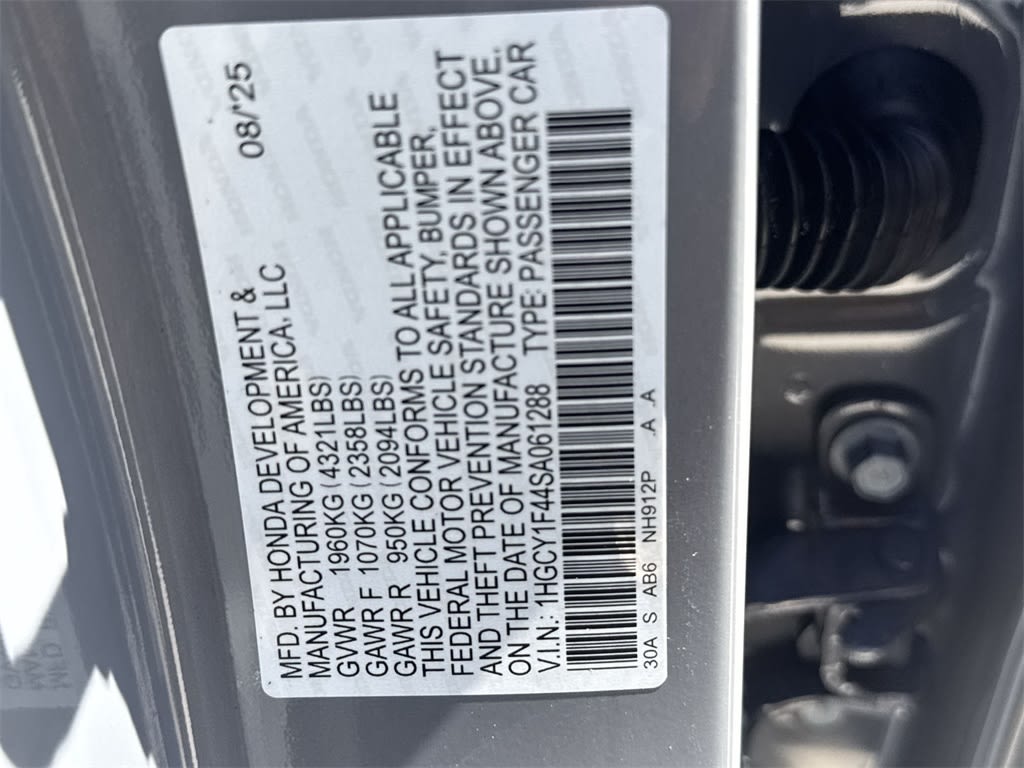 MFD. BY HONDA DEVELOPMENT & 08/'25
MANUFACTURING OF AMERICA, LLC
GVWR 1960KG (4321LBS)
GAWR F 1070KG (2358LBS)
GAWR R 950KG (2094LBS)
THIS VEHICLE CONFORMS TO ALL APPLICABLE
FEDERAL MOTOR VEHICLE SAFETY, BUMPER,
AND THEFT PREVENTION STANDARDS IN EFFECT
ON THE DATE OF MANUFACTURE SHOWN ABOVE.
V.I.N.: 1HGCY1F44SA061288 TYPE: PASSENGER CAR
30A S AB6 NH912P .A .A